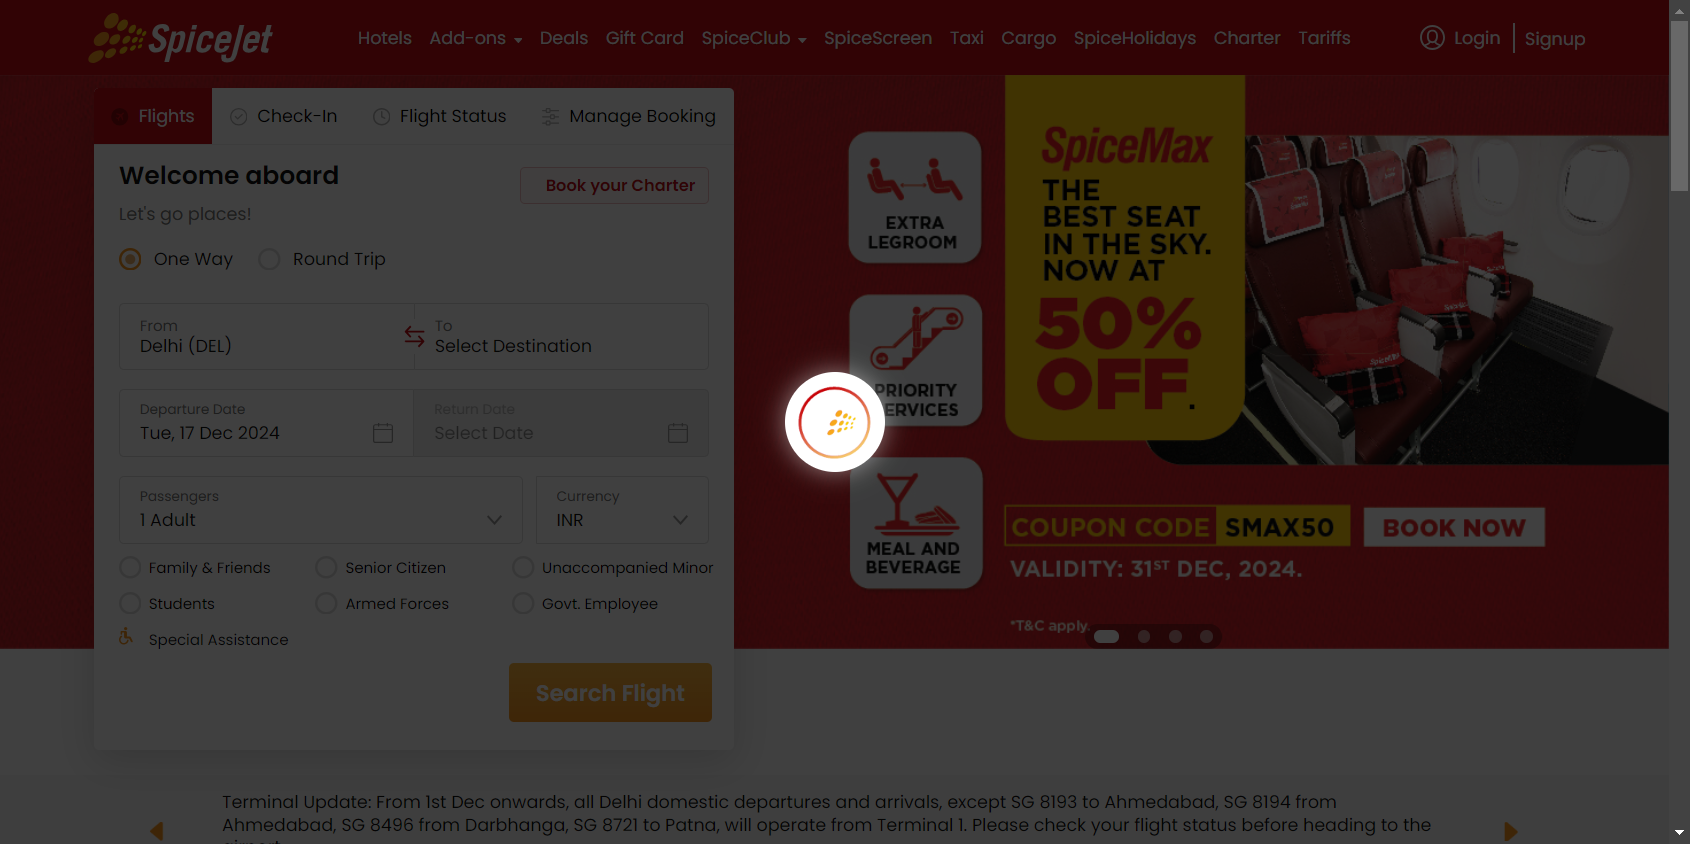 SpiceJet
Hotels Add-ons Deals Gift Card SpiceClub SpiceScreen Taxi Cargo SpiceHolidays Charter Tariffs Login Signup
Flights Check-In Flight Status Manage Booking
Welcome aboard
Book your Charter
Let's go places!
One Way Round Trip
From
Delhi (DEL)
To
Select Destination
Departure Date
Tue, 17 Dec 2024
Return Date
Select Date
Passengers
1 Adult
Currency
INR
Family & Friends Senior Citizen Unaccompanied Minor
Students Armed Forces Govt. Employee
Special Assistance
Search Flight
EXTRA
LEGROOM
PRIORITY
SERVICES
MEAL AND
BEVERAGE
SpiceMax
THE
BEST SEAT
IN THE SKY.
NOW AT
50%
OFF.
COUPON CODE SMAX50 BOOK NOW
VALIDITY: 31ST DEC, 2024.
*T&C apply.
Terminal Update: From 1st Dec onwards, all Delhi domestic departures and arrivals, except SG 8193 to Ahmedabad, SG 8194 from
Ahmedabad, SG 8496 from Darbhanga, SG 8721 to Patna, will operate from Terminal 1. Please check your flight status before heading to the